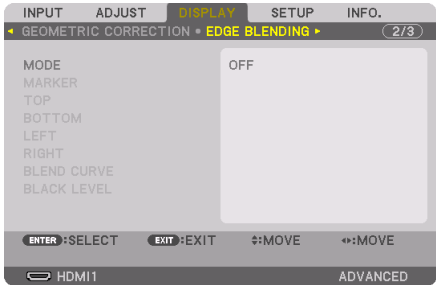 INPUT ADJUST DISPLAY SETUP INFO.
GEOMETRIC CORRECTION • EDGE BLENDING 2/3
MODE OFF
MARKER
TOP
BOTTOM
LEFT
RIGHT
BLEND CURVE
BLACK LEVEL
ENTER:SELECT EXIT:EXIT :MOVE :MOVE
HDMI1 ADVANCED